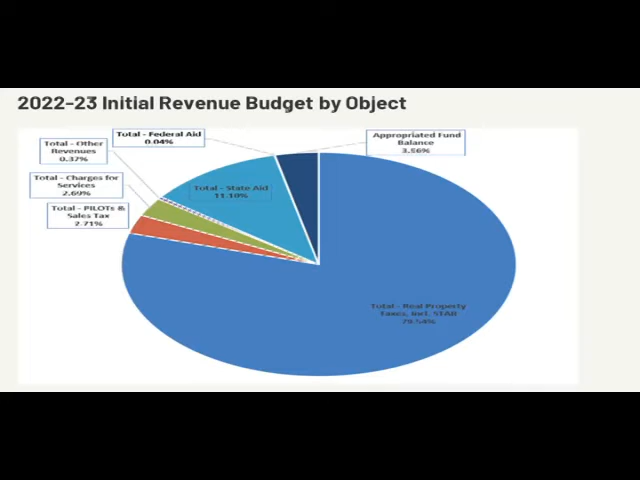 2022-23 Initial Revenue Budget by Object
Total - Federal Aid
0.04%
Appropriated Fund
Balance
3.56%
Total - Other
Revenues
0.37%
Total - Charges for
Services
2.69%
Total - State Aid
11.10%
Total - PILOTs &
Sales Tax
2.71%
Total - Real Property
Taxes, Incl. STAR